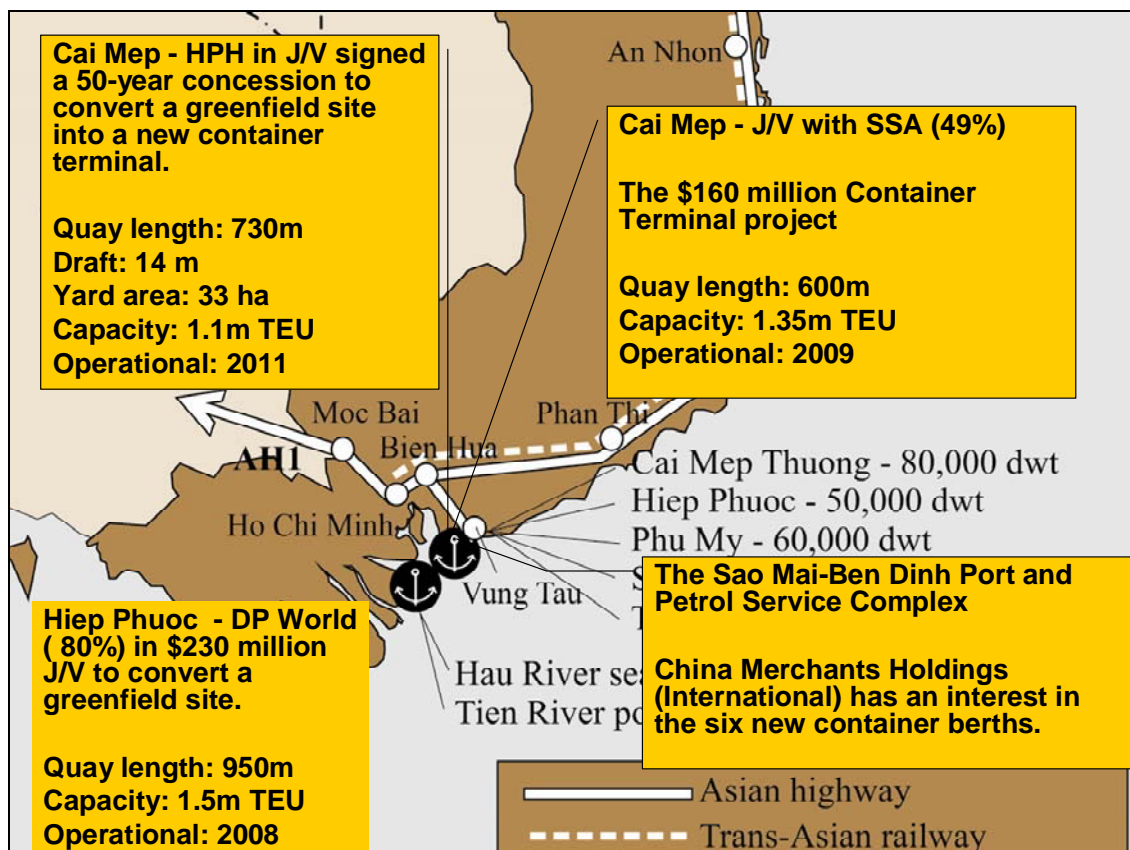 Cai Mep - HPH in J/V signed
a 50-year concession to
convert a greenfield site
into a new container
terminal.
Quay length: 730m
Draft: 14 m
Yard area: 33 ha
Capacity: 1.1m TEU
Operational: 2011
An Nhon
Cai Mep - J/V with SSA (49%)
The $160 million Container
Terminal project
Quay length: 600m
Capacity: 1.35m TEU
Operational: 2009
Moc Bai
Phan Thi
Bien Hua
AH1
Ho Chi Minh
Vung Tau
Cai Mep Thuong - 80,000 dwt
Hiep Phuoc - 50,000 dwt
Phu My - 60,000 dwt
The Sao Mai-Ben Dinh Port and
Petrol Service Complex
China Merchants Holdings
(International) has an interest in
the six new container berths.
Hau River
Tien River
Hiep Phuoc - DP World
( 80%) in $230 million
J/V to convert a
greenfield site.
Quay length: 950m
Capacity: 1.5m TEU
Operational: 2008
Asian highway
Trans-Asian railway